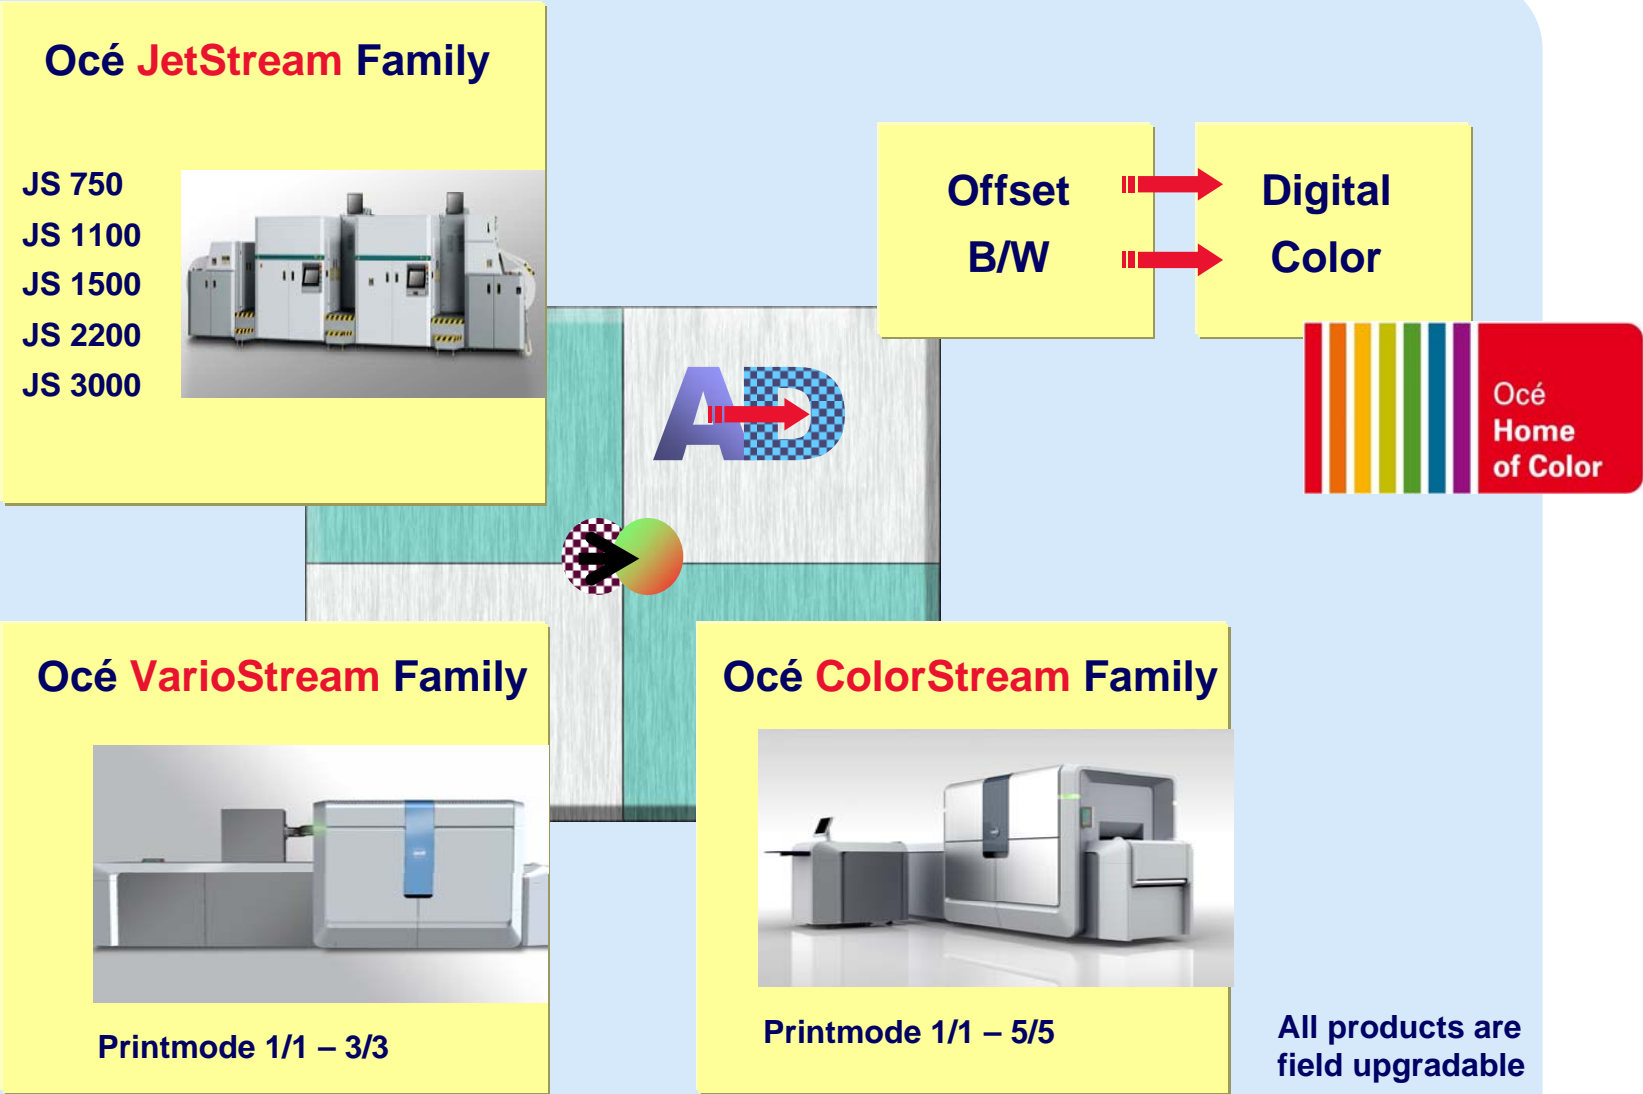 Océ JetStream Family
JS 750
JS 1100
JS 1500
JS 2200
JS 3000
Offset
B/W
Digital
Color
Océ
Home
of Color
AD
Océ VarioStream Family
Printmode 1/1 – 3/3
Océ ColorStream Family
Printmode 1/1 – 5/5
All products are
field upgradable